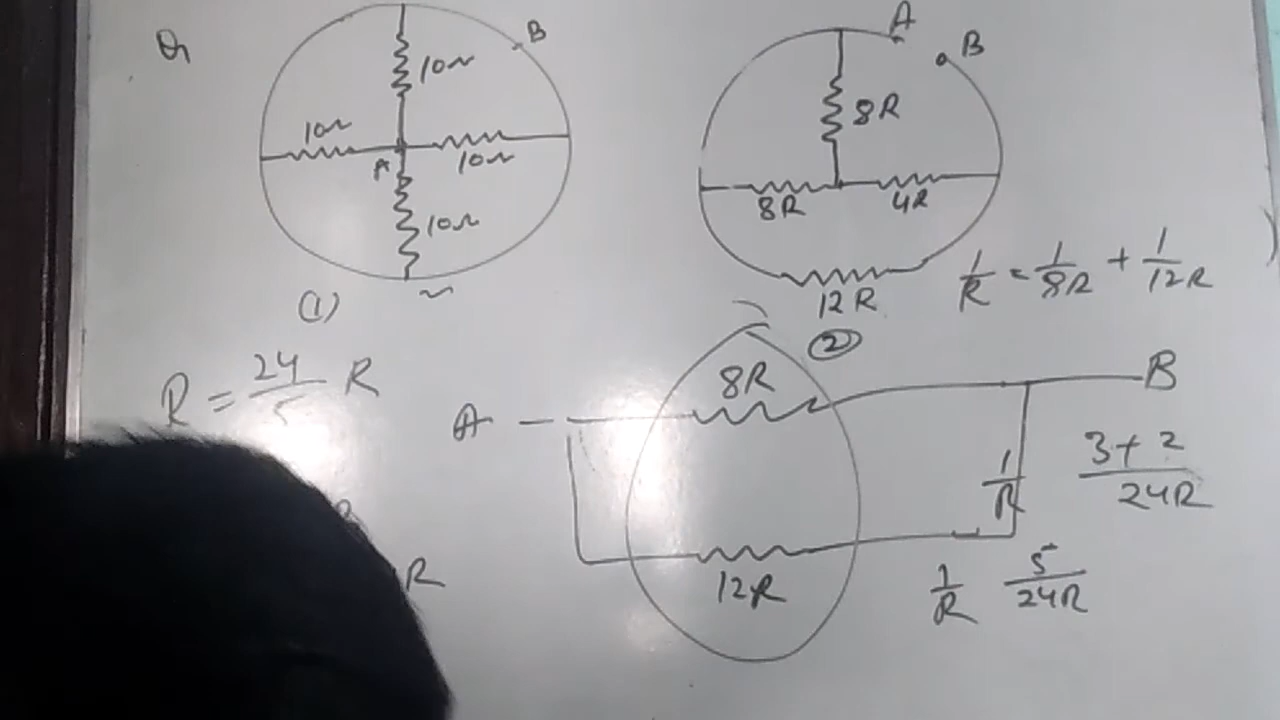 Q
B
10Ω
10Ω
A
10Ω
10Ω
(1)
A
B
8R
8R
4R
12R
(2)
1/R = 1/8R + 1/12R
R = 24/5 R
A
8R
B
12R
1/R 3+2/24R
1/R 5/24R
R